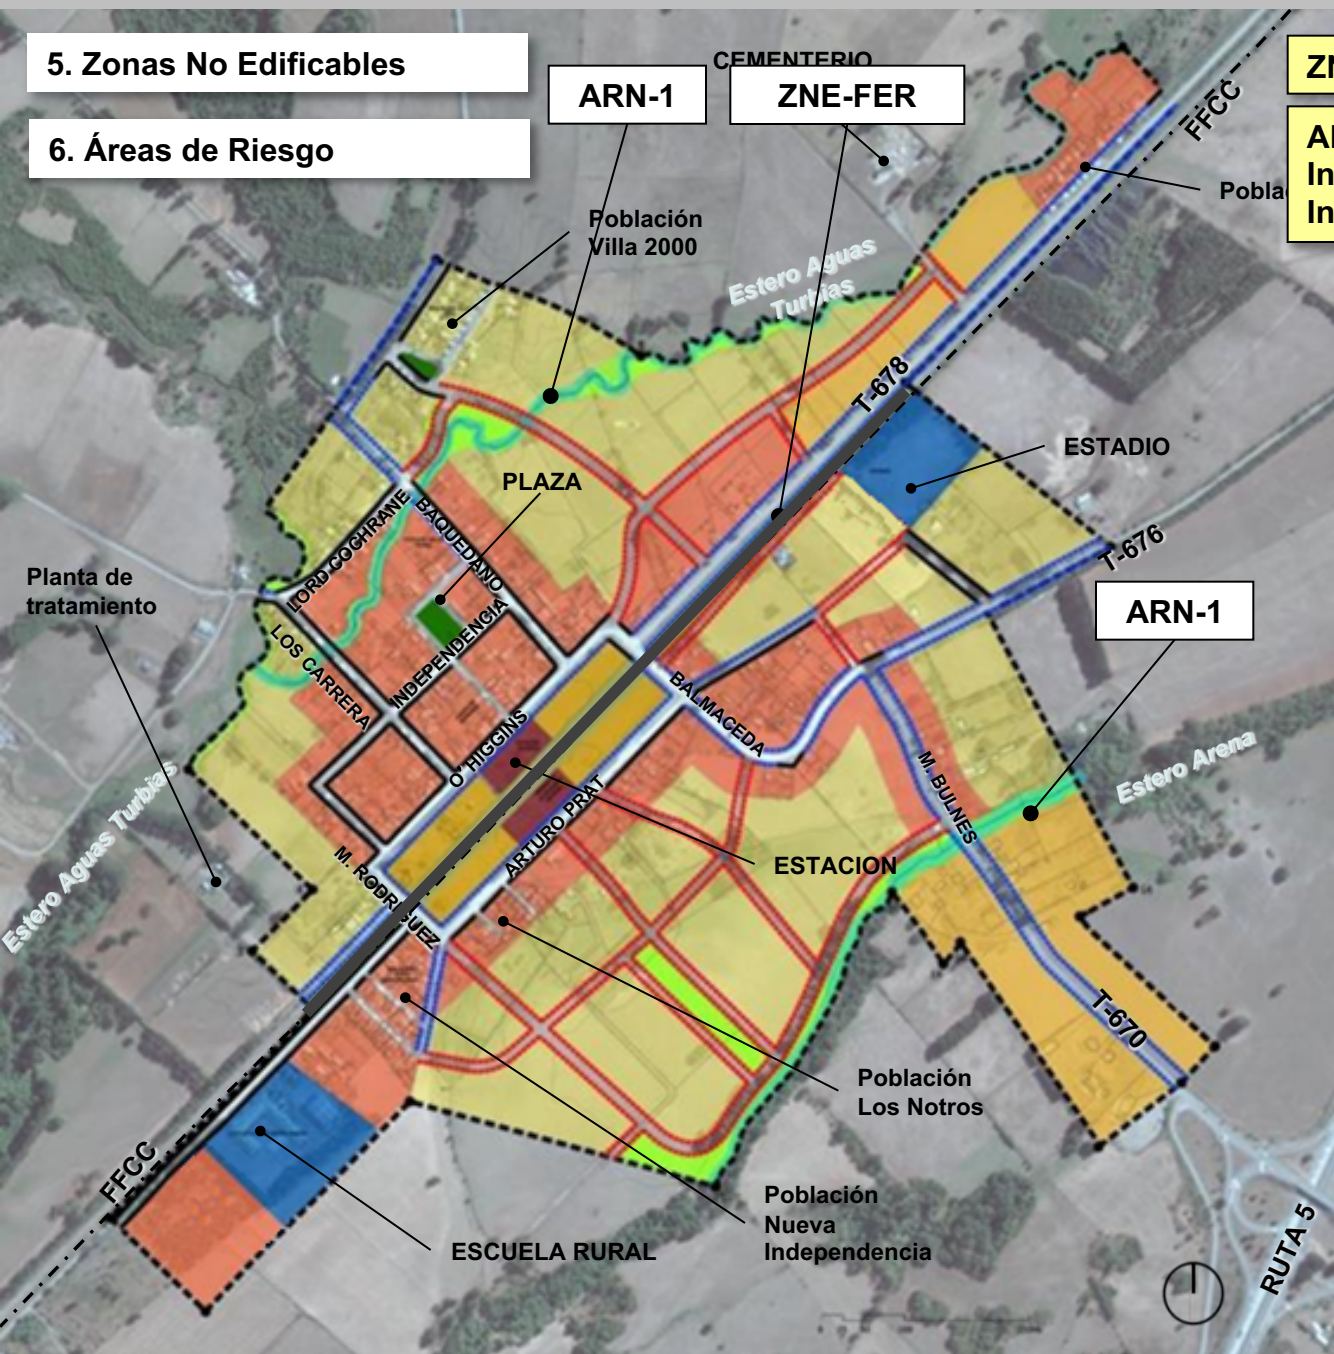 5. Zonas No Edificables
CEMENTERIO
ARN-1
ZNE-FER
6. Áreas de Riesgo
FFCC
Población
Villa 2000
Estero Aguas
Turbias
T-678
ESTADIO
PLAZA
LORD COCHRANE
BAQUEDANO
T-676
Planta de
tratamiento
ARN-1
INDEPENDENCIA
LOS CARRERA
BALMACEDA
O'HIGGINS
M. BULNES
Estero Arena
Estero Aguas Turbias
ARTURO PRAT
ESTACION
M. RODRIGUEZ
T-670
Población
Los Notros
FFCC
Población
Nueva
Independencia
ESCUELA RURAL
RUTA 5